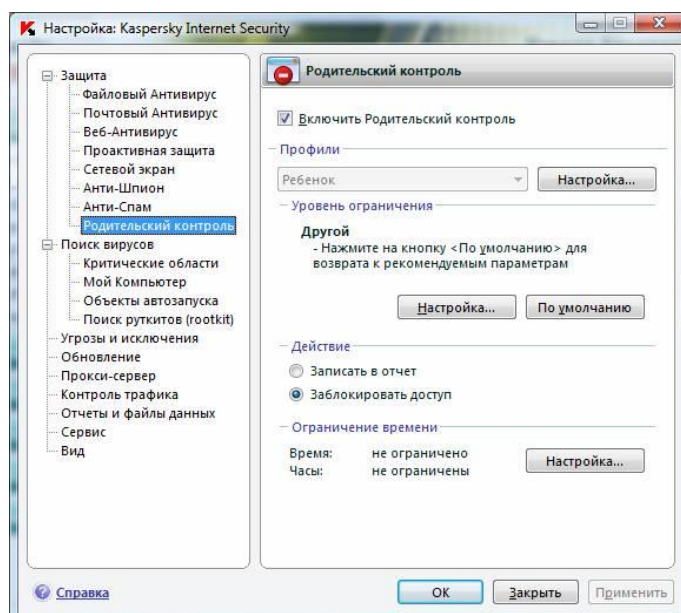 Настройка: Kaspersky Internet Security
Защита
Файловый Антивирус
Почтовый Антивирус
Веб-Антивирус
Проактивная защита
Сетевой экран
Анти-Шпион
Анти-Спам
Родительский контроль
Поиск вирусов
Критические области
Мой Компьютер
Объекты автозапуска
Поиск руткитов (rootkit)
Угрозы и исключения
Обновление
Прокси-сервер
Контроль трафика
Отчеты и файлы данных
Сервис
Вид
Родительский контроль
Включить Родительский контроль
Профили
Ребенок
Настройка...
Уровень ограничения
Другой
- Нажмите на кнопку <По умолчанию> для
возврата к рекомендуемым параметрам
Настройка... По умолчанию
Действие
Записать в отчет
Заблокировать доступ
Ограничение времени
Время: не ограничено
Часы: не ограничены
Настройка...
Справка
ОК Закрыть Применить